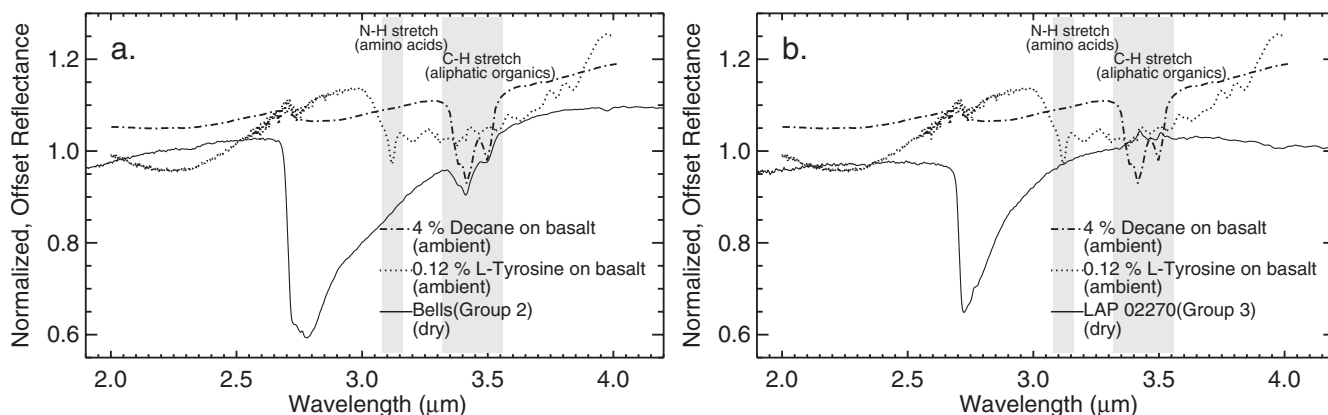 a.
N-H stretch
(amino acids)
C-H stretch
(aliphatic organics)
1.2
1.0
0.8
0.6
Normalized, Offset Reflectance
4 % Decane on basalt
(ambient)
0.12 % L-Tyrosine on basalt
(ambient)
Bells(Group 2)
(dry)
2.0 2.5 3.0 3.5 4.0
Wavelength (μm)
b.
N-H stretch
(amino acids)
C-H stretch
(aliphatic organics)
1.2
1.0
0.8
0.6
Normalized, Offset Reflectance
4 % Decane on basalt
(ambient)
0.12 % L-Tyrosine on basalt
(ambient)
LAP 02270(Group 3)
(dry)
2.0 2.5 3.0 3.5 4.0
Wavelength (μm)